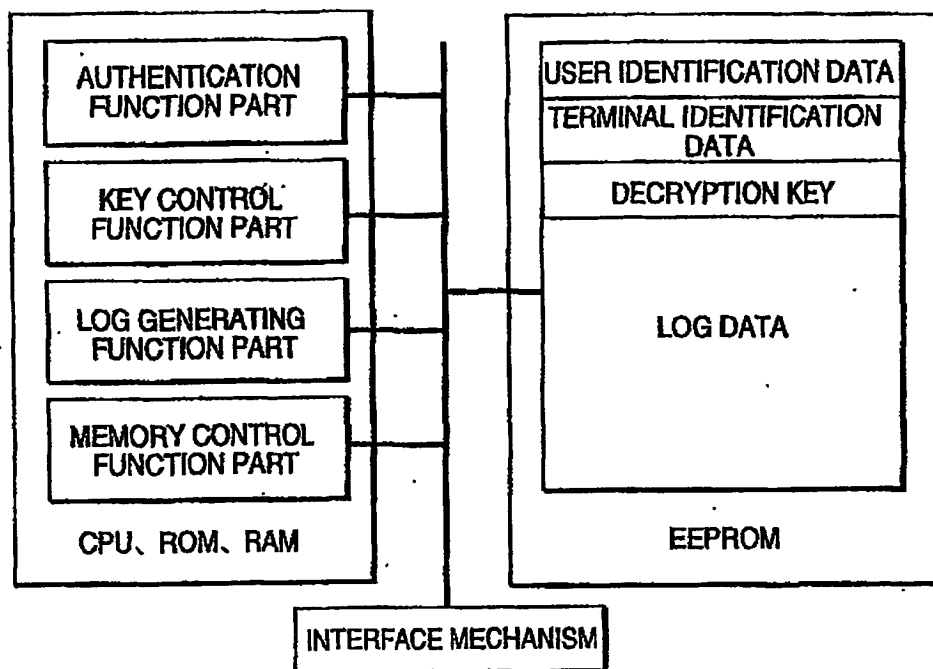 AUTHENTICATION
FUNCTION PART
KEY CONTROL
FUNCTION PART
LOG GENERATING
FUNCTION PART
MEMORY CONTROL
FUNCTION PART
CPU、ROM、RAM
USER IDENTIFICATION DATA
TERMINAL IDENTIFICATION
DATA
DECRYPTION KEY
LOG DATA
EEPROM
INTERFACE MECHANISM